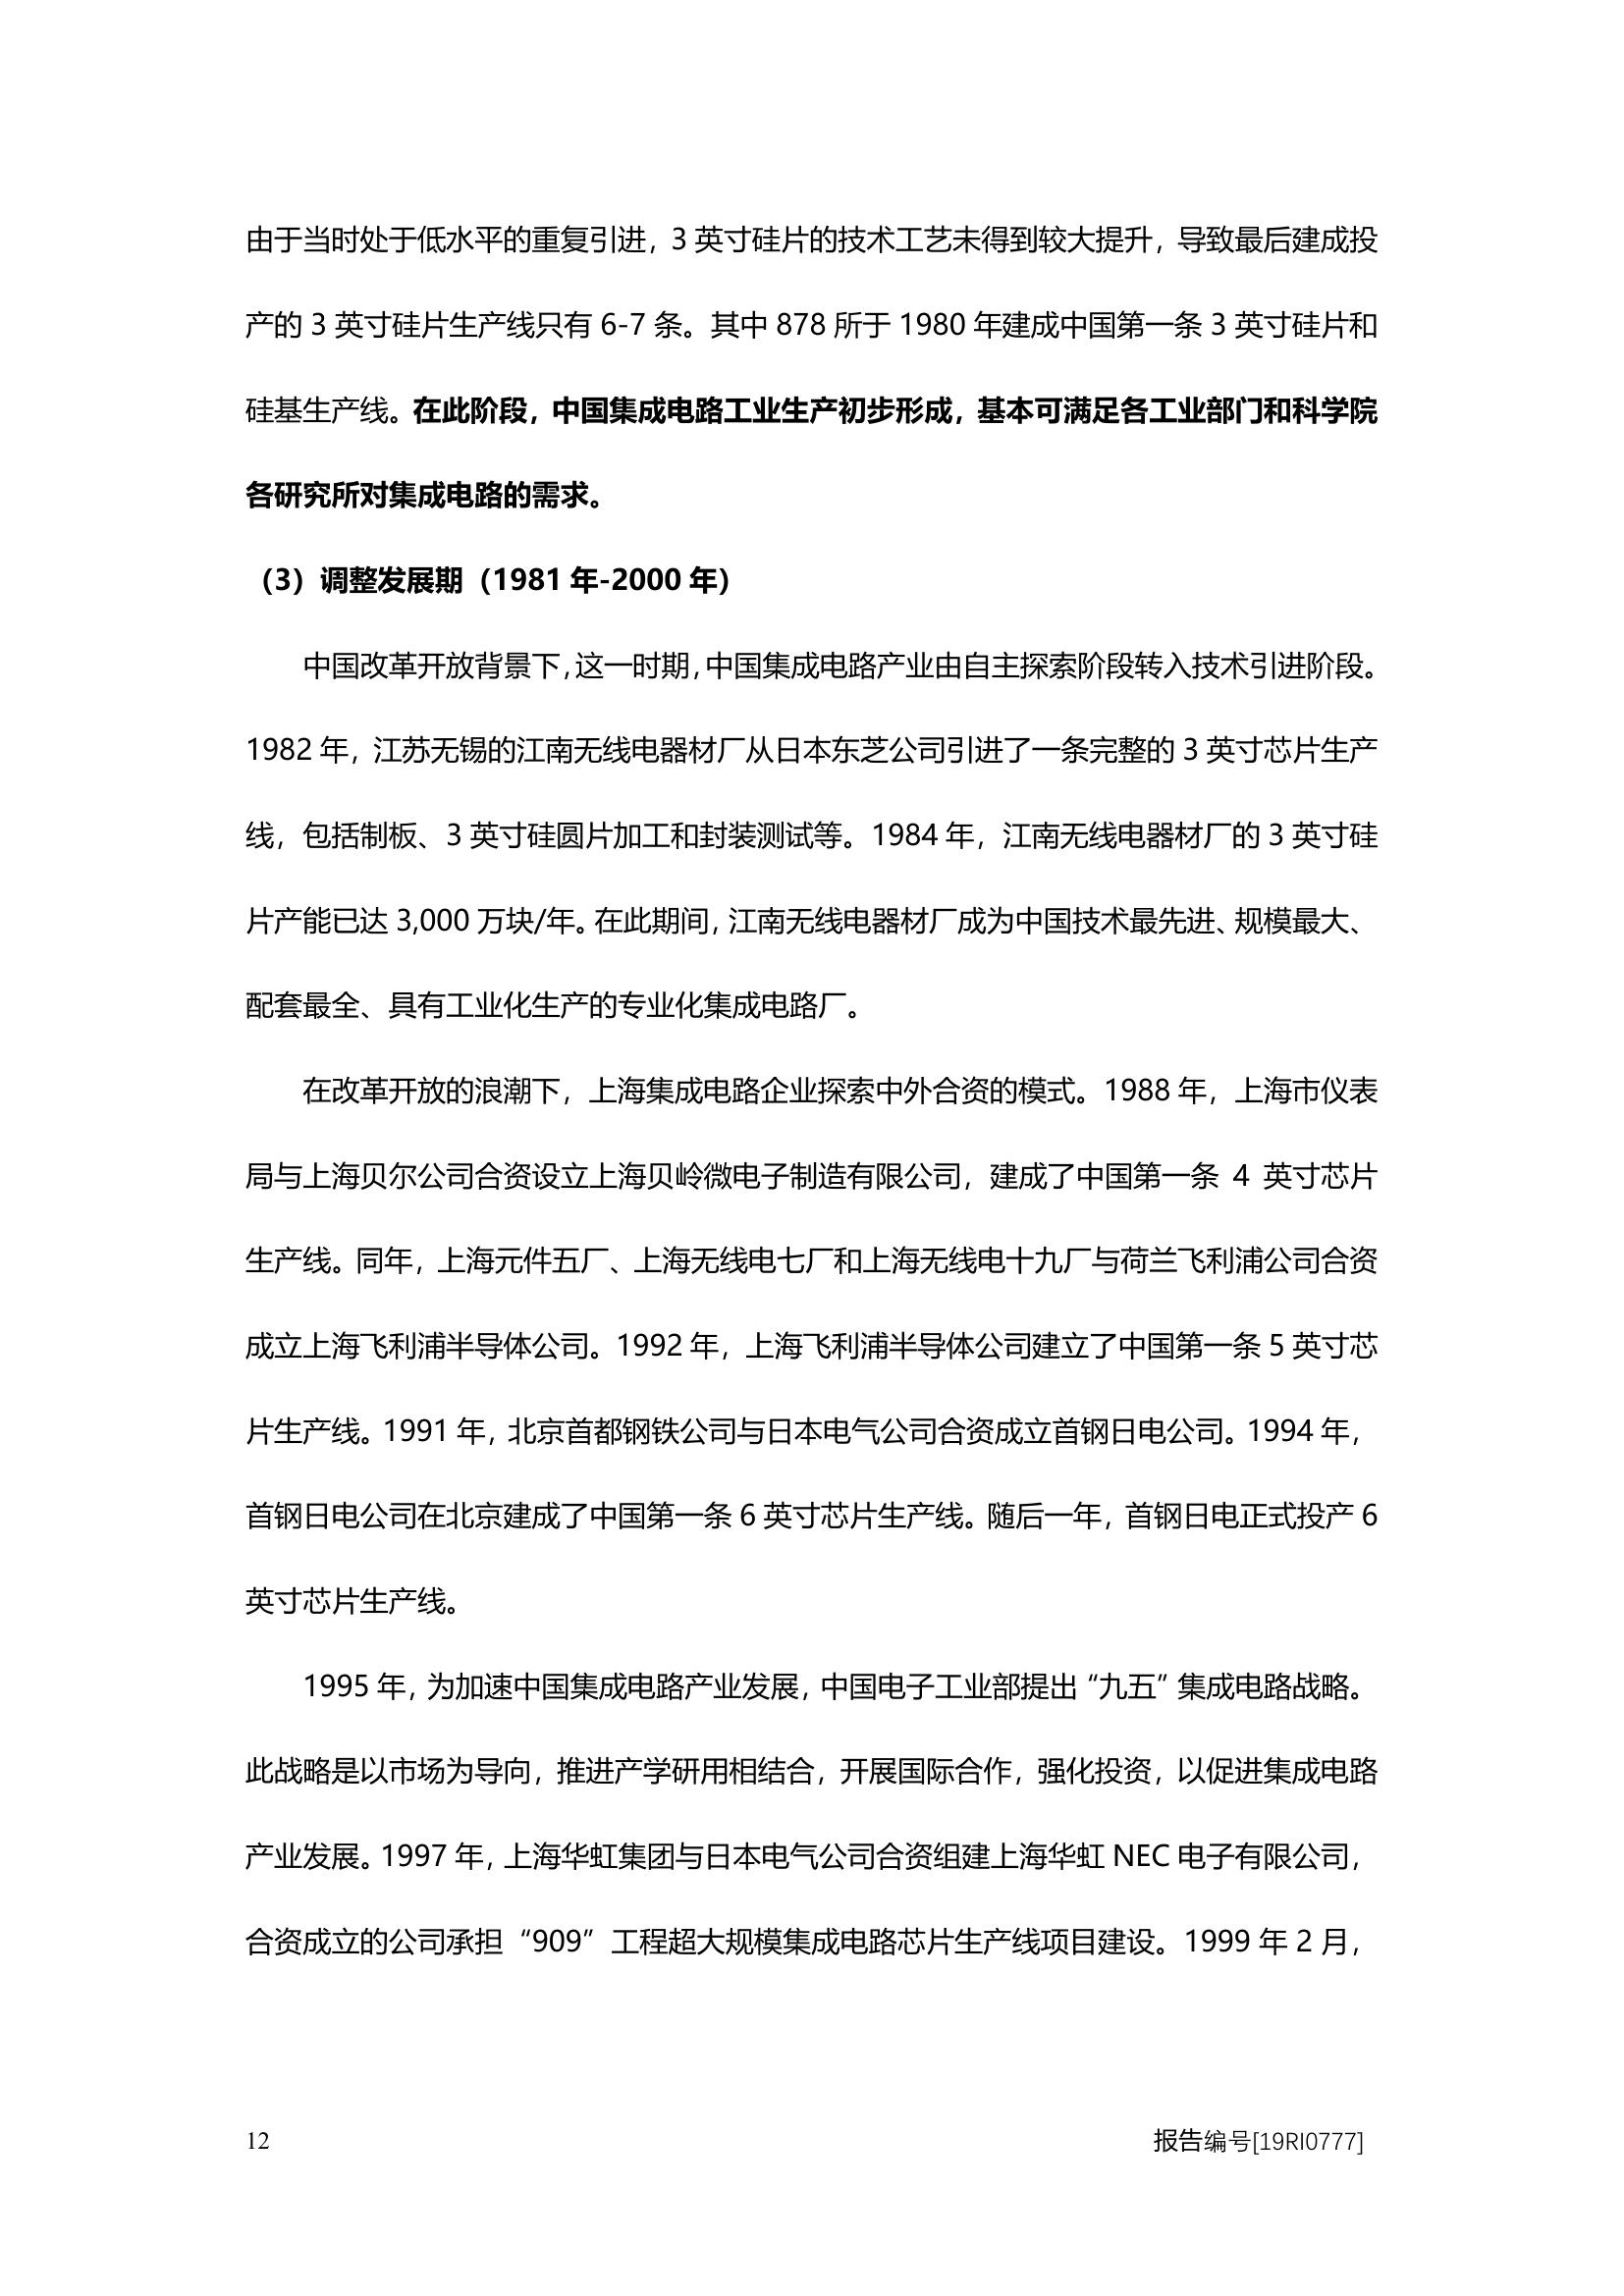 由于当时处于低水平的重复引进，3 英寸硅片的技术工艺未得到较大提升，导致最后建成投
产的 3 英寸硅片生产线只有 6-7 条。其中 878 所于 1980 年建成中国第一条 3 英寸硅片和
硅基生产线。在此阶段，中国集成电路工业生产初步形成，基本可满足各工业部门和科学院
各研究所对集成电路的需求。
（3）调整发展期（1981 年-2000 年）
中国改革开放背景下，这一时期，中国集成电路产业由自主探索阶段转入技术引进阶段。
1982 年，江苏无锡的江南无线电器材厂从日本东芝公司引进了一条完整的 3 英寸芯片生产
线，包括制板、3 英寸硅圆片加工和封装测试等。1984 年，江南无线电器材厂的 3 英寸硅
片产能已达 3,000 万块/年。在此期间，江南无线电器材厂成为中国技术最先进、规模最大、
配套最全、具有工业化生产的专业化集成电路厂。
在改革开放的浪潮下，上海集成电路企业探索中外合资的模式。1988 年，上海市仪表
局与上海贝尔公司合资设立上海贝岭微电子制造有限公司，建成了中国第一条 4 英寸芯片
生产线。同年，上海元件五厂、上海无线电七厂和上海无线电十九厂与荷兰飞利浦公司合资
成立上海飞利浦半导体公司。1992 年，上海飞利浦半导体公司建立了中国第一条 5 英寸芯
片生产线。1991 年，北京首都钢铁公司与日本电气公司合资成立首钢日电公司。1994 年，
首钢日电公司在北京建成了中国第一条 6 英寸芯片生产线。随后一年，首钢日电正式投产 6
英寸芯片生产线。
1995 年，为加速中国集成电路产业发展，中国电子工业部提出“九五”集成电路战略。
此战略是以市场为导向，推进产学研用相结合，开展国际合作，强化投资，以促进集成电路
产业发展。1997 年，上海华虹集团与日本电气公司合资组建上海华虹 NEC 电子有限公司，
合资成立的公司承担“909”工程超大规模集成电路芯片生产线项目建设。1999 年 2 月，
12 报告编号[19RI0777]